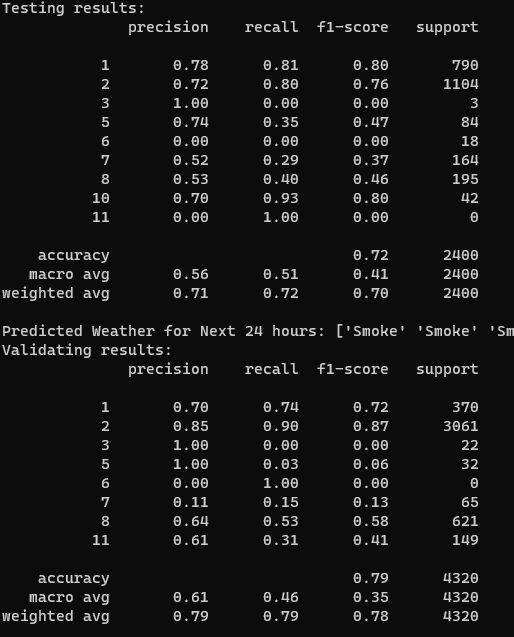 Testing results:
precision recall f1-score support
1 0.78 0.81 0.80 790
2 0.72 0.80 0.76 1104
3 1.00 0.00 0.00 3
5 0.74 0.35 0.47 84
6 0.00 0.00 0.00 18
7 0.52 0.29 0.37 164
8 0.53 0.40 0.46 195
10 0.70 0.93 0.80 42
11 0.00 1.00 0.00 0
accuracy 0.72 2400
macro avg 0.56 0.51 0.41 2400
weighted avg 0.71 0.72 0.70 2400
Predicted Weather for Next 24 hours: ['Smoke' 'Smoke' 'Sm
Validating results:
precision recall f1-score support
1 0.70 0.74 0.72 370
2 0.85 0.90 0.87 3061
3 1.00 0.00 0.00 22
5 1.00 0.03 0.06 32
6 0.00 1.00 0.00 0
7 0.11 0.15 0.13 65
8 0.64 0.53 0.58 621
11 0.61 0.31 0.41 149
accuracy 0.79 4320
macro avg 0.61 0.46 0.35 4320
weighted avg 0.79 0.79 0.78 4320